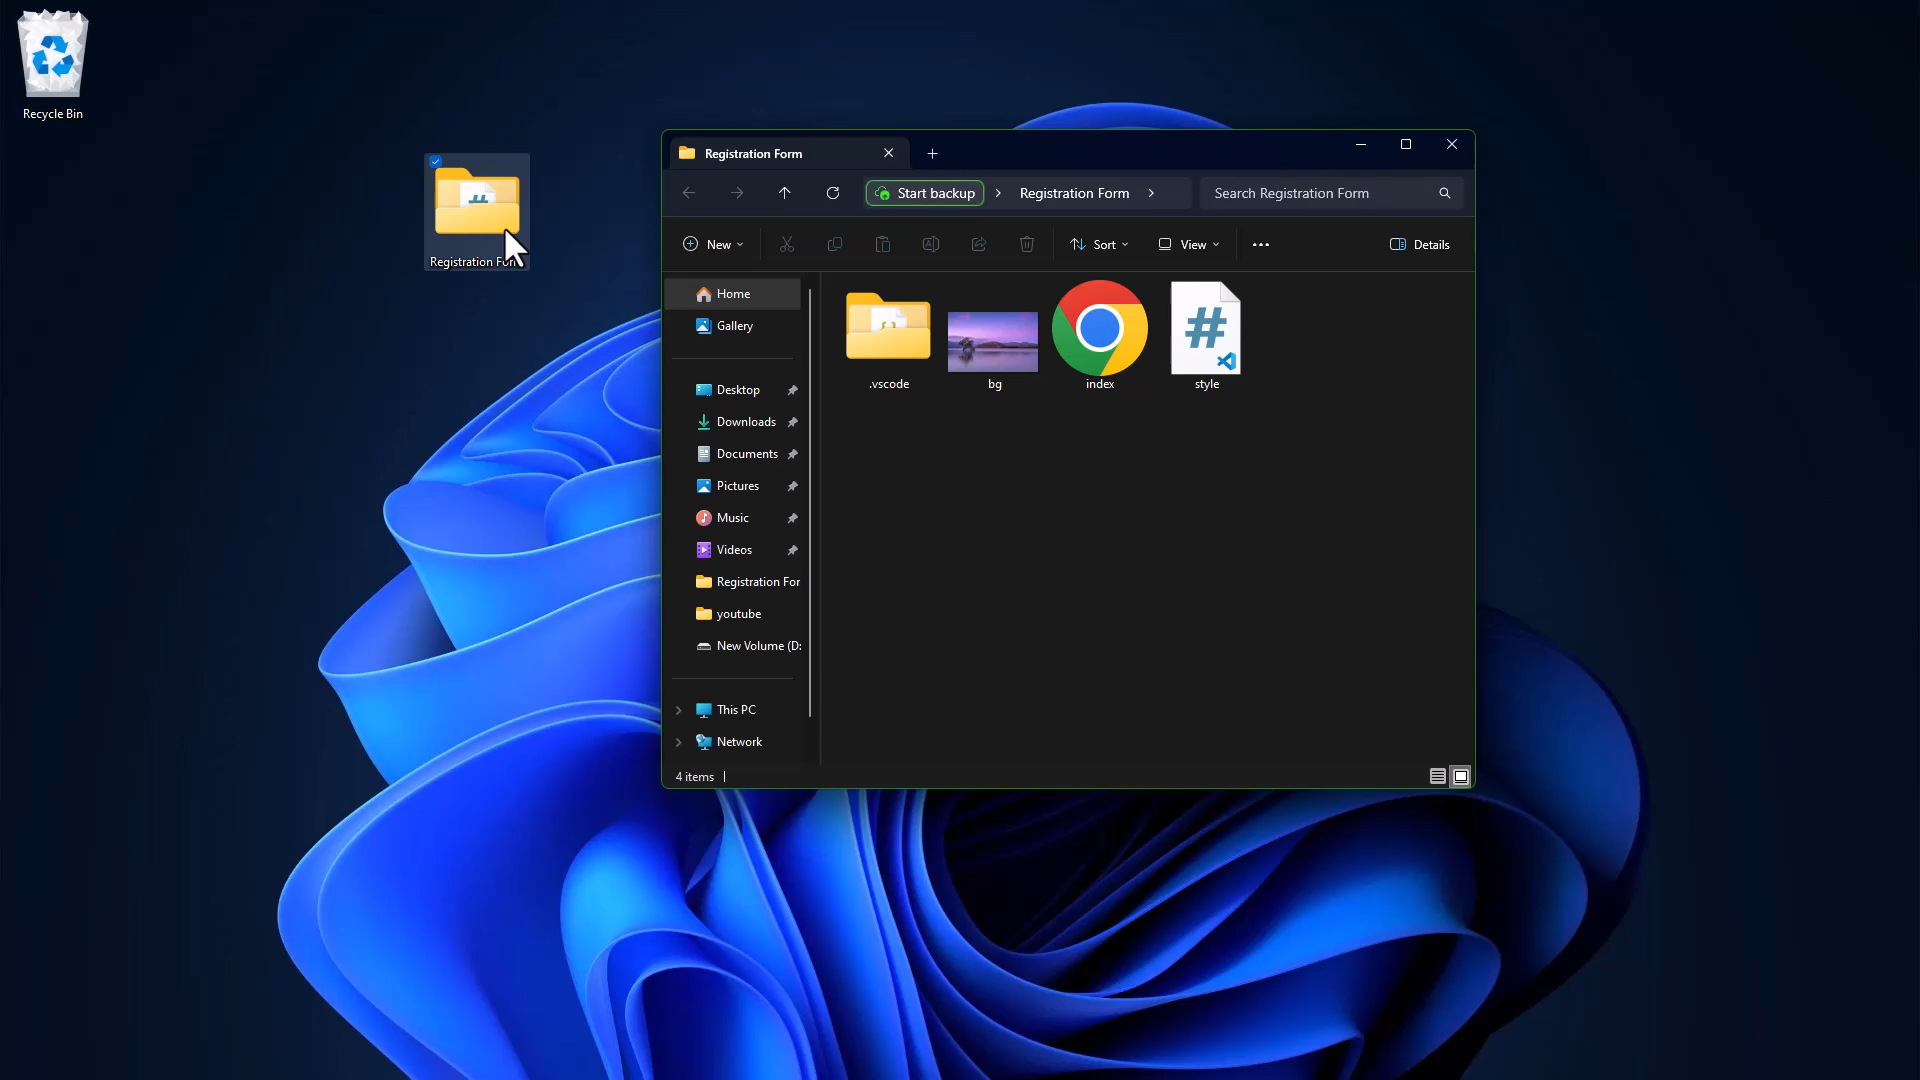 Recycle Bin
Registration For
Registration Form
Start backup
Registration Form
Search Registration Form
New
Sort
View
Details
Home
Gallery
Desktop
Downloads
Documents
Pictures
Music
Videos
Registration For
youtube
New Volume (D:
This PC
Network
.vscode
bg
index
style
4 items